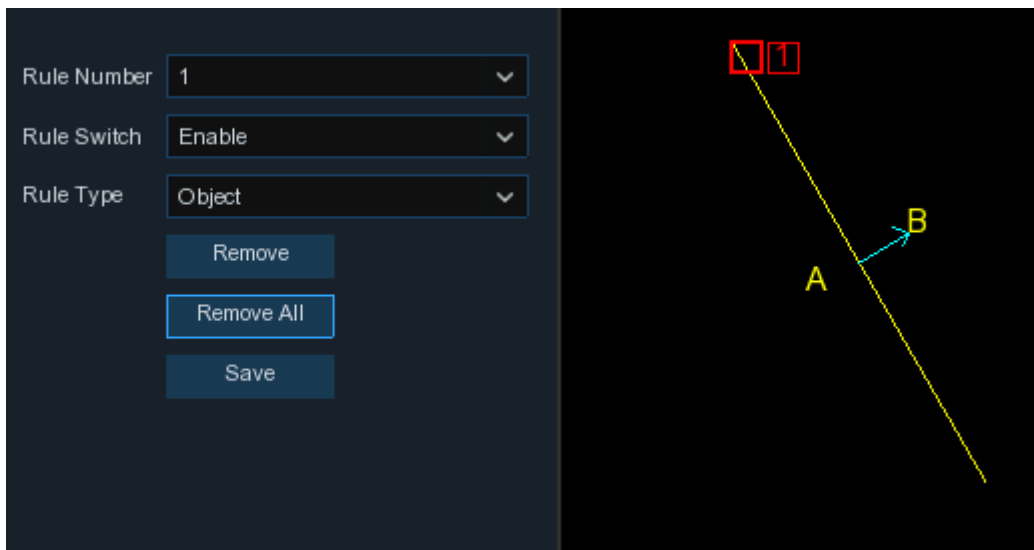 Rule Number 1
Rule Switch Enable
Rule Type Object
Remove
Remove All
Save
1
B
A